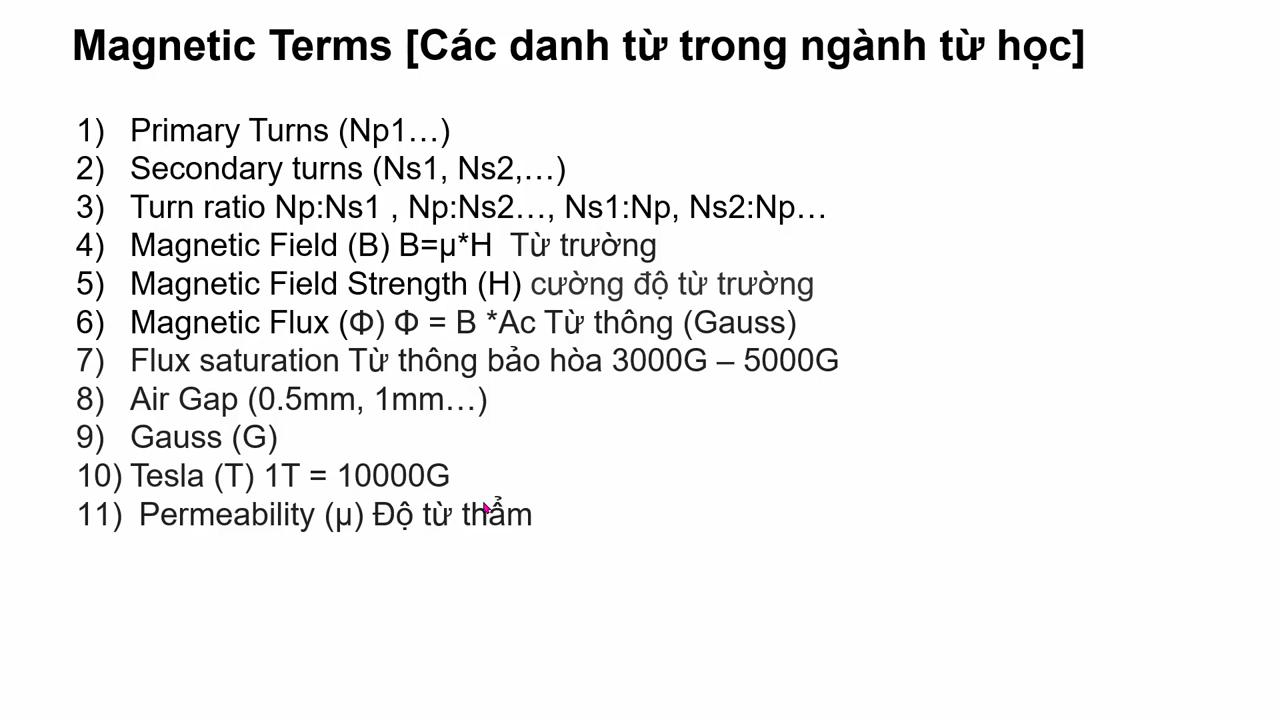 Magnetic Terms [Các danh từ trong ngành từ học]
1) Primary Turns (Np1…)
2) Secondary turns (Ns1, Ns2,…)
3) Turn ratio Np:Ns1 , Np:Ns2…, Ns1:Np, Ns2:Np…
4) Magnetic Field (B) B=μ*H Từ trường
5) Magnetic Field Strength (H) cường độ từ trường
6) Magnetic Flux (Φ) Φ = B *Ac Từ thông (Gauss)
7) Flux saturation Từ thông bảo hòa 3000G – 5000G
8) Air Gap (0.5mm, 1mm…)
9) Gauss (G)
10) Tesla (T) 1T = 10000G
11) Permeability (μ) Độ từ thẩm